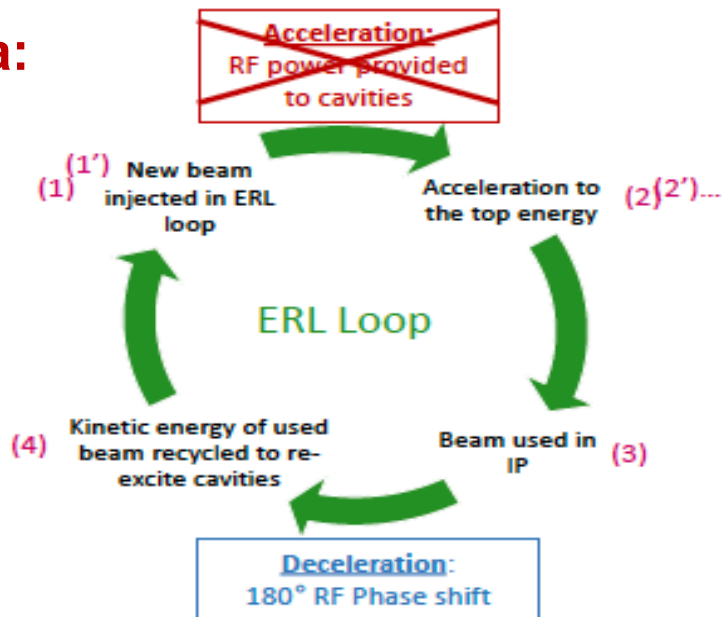 a:
Acceleration:
RF power provided
to cavities
(1) (1') New beam
injected in ERL
loop
Acceleration to
the top energy
(2) (2')...
ERL Loop
(4) Kinetic energy of used
beam recycled to re-
excite cavities
Beam used in
IP
(3)
Deceleration:
180° RF Phase shift